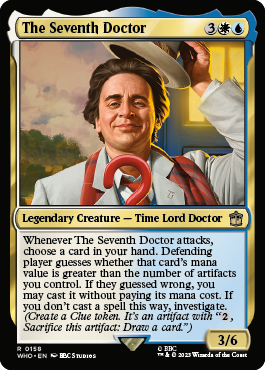 The Seventh Doctor 3
Legendary Creature — Time Lord Doctor
Whenever The Seventh Doctor attacks,
choose a card in your hand. Defending
player guesses whether that card's mana
value is greater than the number of artifacts
you control. If they guessed wrong, you
may cast it without paying its mana cost. If
you don't cast a spell this way, investigate.
(Create a Clue token. It's an artifact with "2,
Sacrifice this artifact: Draw a card.")
3/6
R 0156 © BBC
WHO • EN BBC Studios ™ & © 2023 Wizards of the Coast